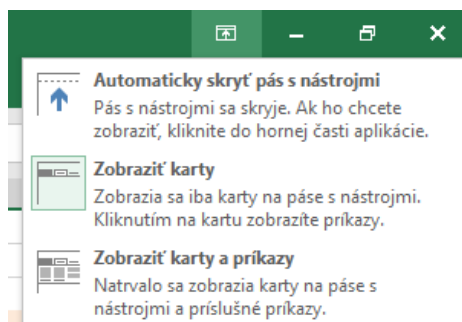 Automaticky skryť pás s nástrojmi
Pás s nástrojmi sa skryje. Ak ho chcete
zobraziť, kliknite do hornej časti aplikácie.
Zobraziť karty
Zobrazia sa iba karty na páse s nástrojmi.
Kliknutím na kartu zobrazíte príkazy.
Zobraziť karty a príkazy
Natrvalo sa zobrazia karty na páse s
nástrojmi a príslušné príkazy.